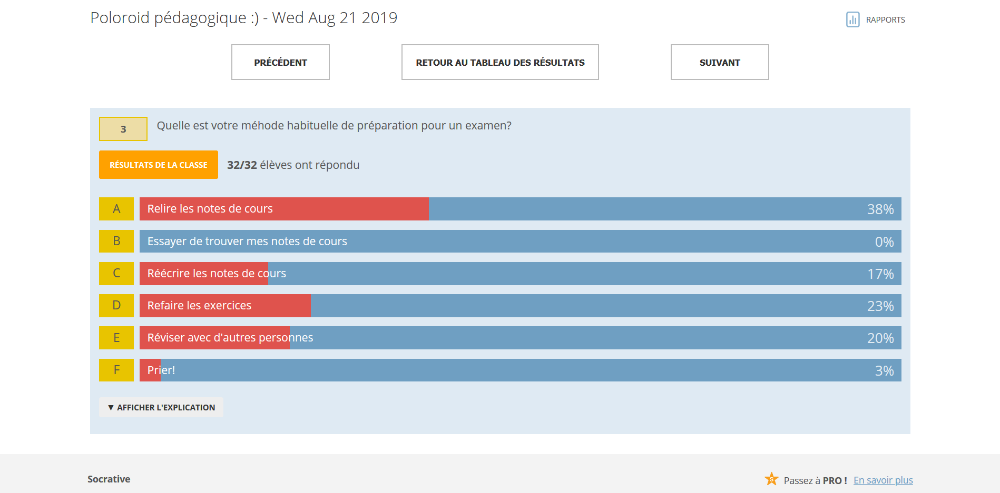 Poloroid pédagogique :) - Wed Aug 21 2019
RAPPORTS
PRÉCÉDENT
RETOUR AU TABLEAU DES RÉSULTATS
SUIVANT
3
Quelle est votre méhode habituelle de préparation pour un examen?
RÉSULTATS DE LA CLASSE
32/32 élèves ont répondu
A Relire les notes de cours 38%
B Essayer de trouver mes notes de cours 0%
C Réécrire les notes de cours 17%
D Refaire les exercices 23%
E Réviser avec d'autres personnes 20%
F Prier! 3%
▼ AFFICHER L'EXPLICATION
Socrative
S Passez à PRO ! En savoir plus